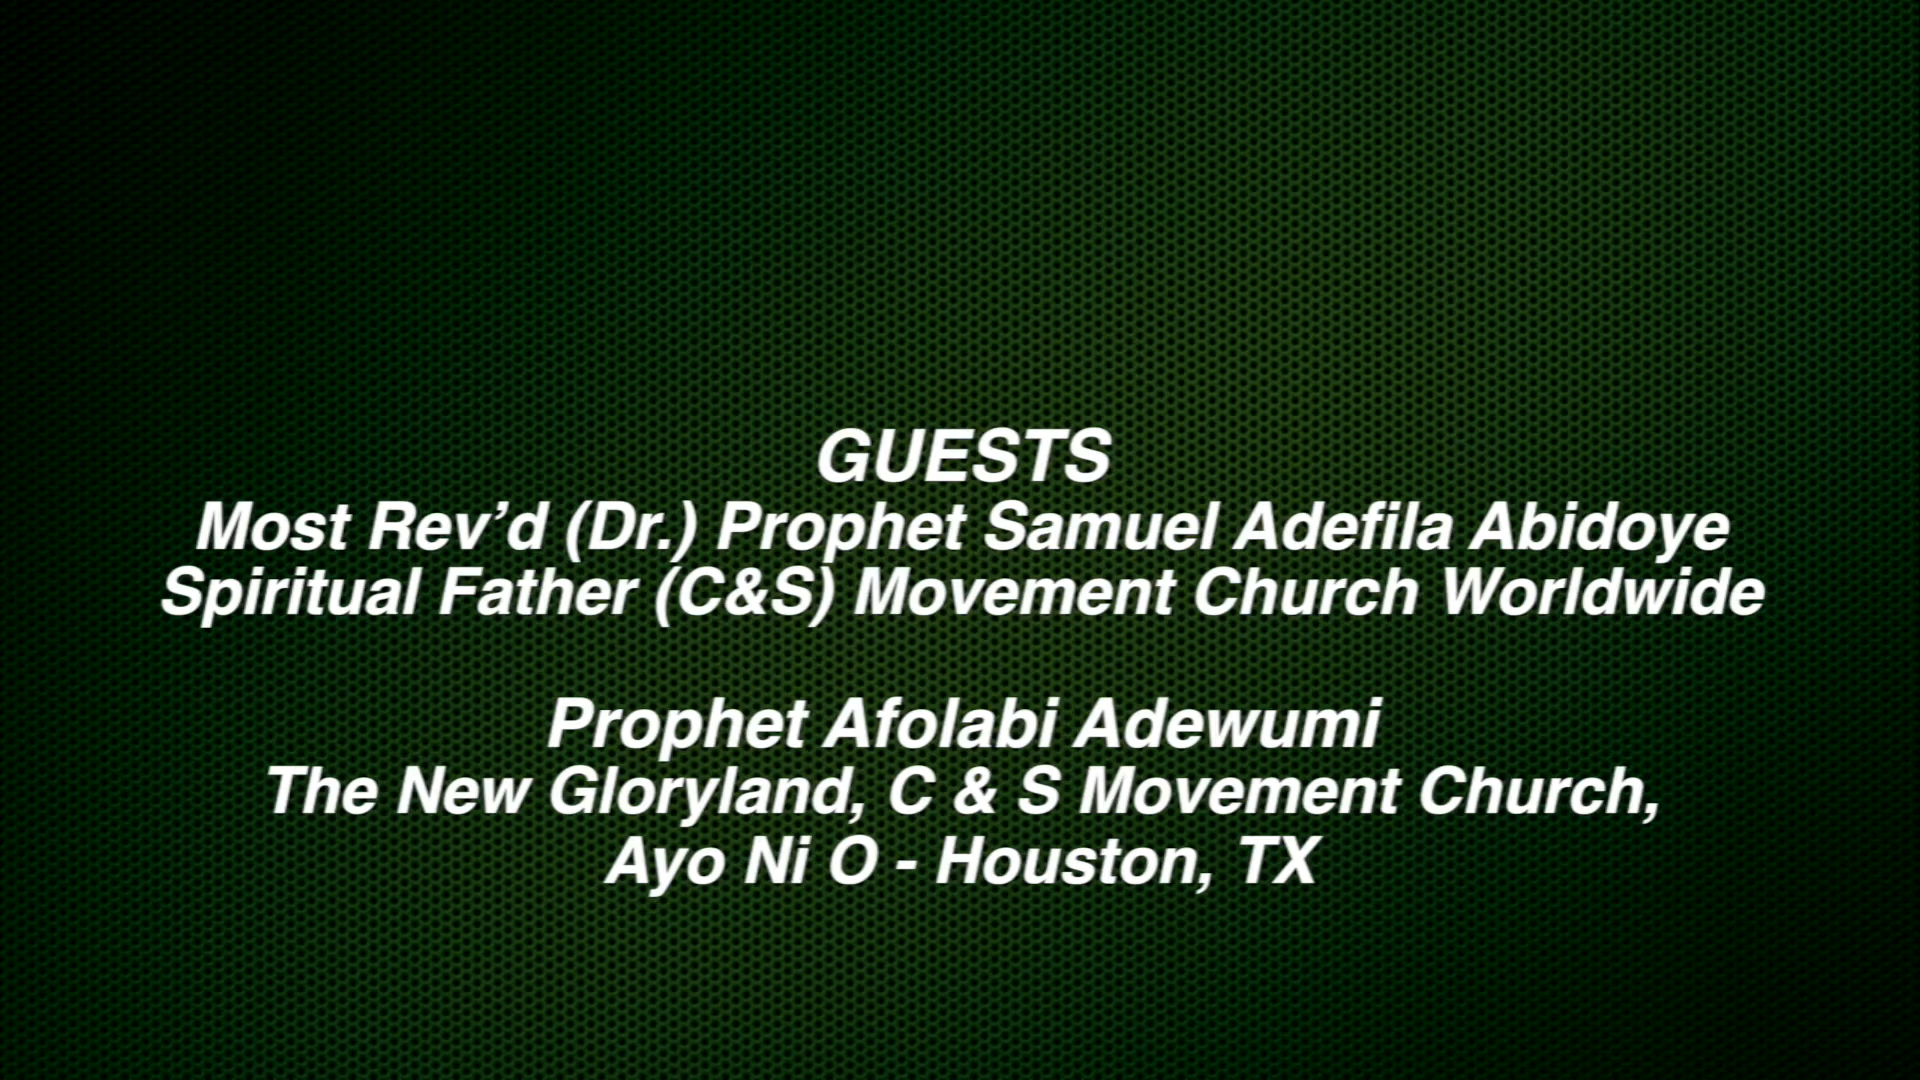 GUESTS
Most Rev’d (Dr.) Prophet Samuel Adefila Abidoye
Spiritual Father (C&S) Movement Church Worldwide
Prophet Afolabi Adewumi
The New Gloryland, C & S Movement Church,
Ayo Ni O - Houston, TX